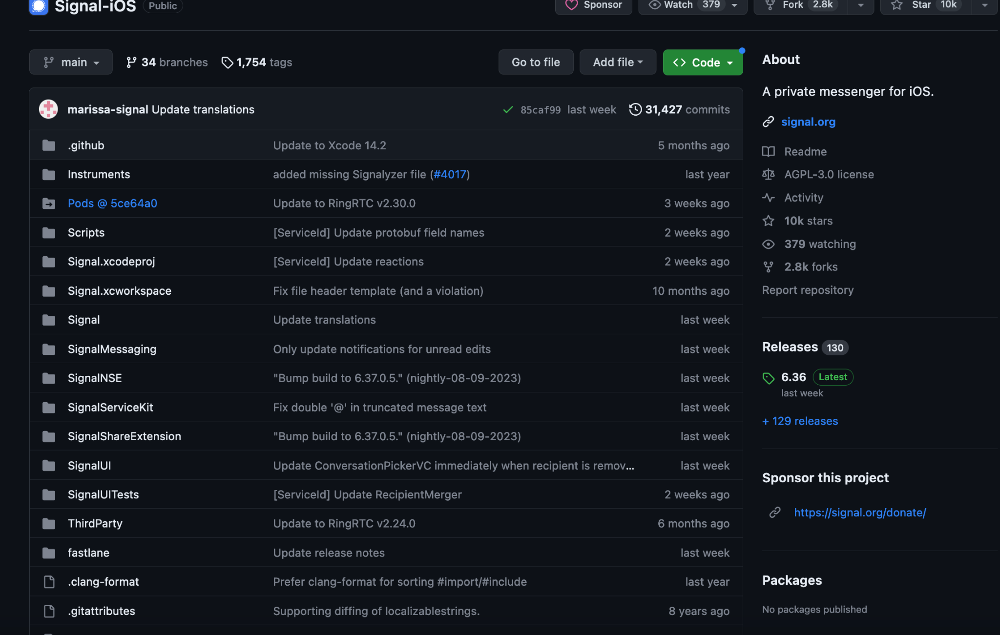 Signal-iOS Public Sponsor Watch 379 Fork 2.8k Star 10k
main 34 branches 1,754 tags Go to file Add file Code
marissa-signal Update translations 85caf99 last week 31,427 commits
.github Update to Xcode 14.2 5 months ago
Instruments added missing Signalyzer file (#4017) last year
Pods @ 5ce64a0 Update to RingRTC v2.30.0 3 weeks ago
Scripts [ServiceId] Update protobuf field names 2 weeks ago
Signal.xcodeproj [ServiceId] Update reactions 2 weeks ago
Signal.xcworkspace Fix file header template (and a violation) 10 months ago
Signal Update translations last week
SignalMessaging Only update notifications for unread edits last week
SignalNSE "Bump build to 6.37.0.5." (nightly-08-09-2023) last week
SignalServiceKit Fix double '@' in truncated message text last week
SignalShareExtension "Bump build to 6.37.0.5." (nightly-08-09-2023) last week
SignalUI Update ConversationPickerVC immediately when recipient is remov... last week
SignalUITests [ServiceId] Update RecipientMerger 2 weeks ago
ThirdParty Update to RingRTC v2.24.0 6 months ago
fastlane Update release notes last week
.clang-format Prefer clang-format for sorting #import/#include last year
.gitattributes Supporting diffing of localizablestrings. 8 years ago
About
A private messenger for iOS.
signal.org
Readme
AGPL-3.0 license
Activity
10k stars
379 watching
2.8k forks
Report repository
Releases 130
6.36 Latest
last week
+ 129 releases
Sponsor this project
https://signal.org/donate/
Packages
No packages published